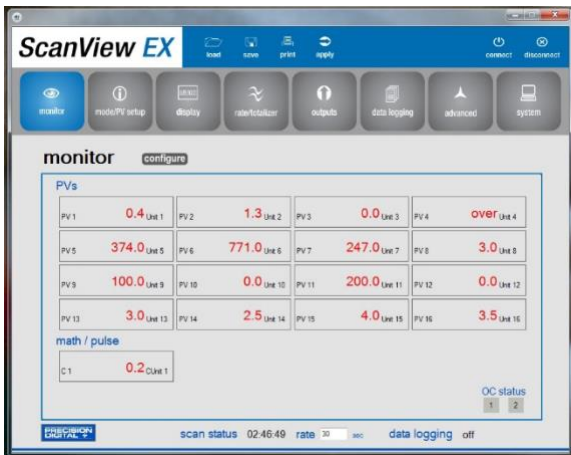 ScanView EX
load save print apply connect disconnect
monitor mode/PV setup display rate/totalizer outputs data logging advanced system
monitor configure
PVs
PV 1 0.4 Unit 1 PV 2 1.3 Unit 2 PV 3 0.0 Unit 3 PV 4 over Unit 4
PV 5 374.0 Unit 5 PV 6 771.0 Unit 6 PV 7 247.0 Unit 7 PV 8 3.0 Unit 8
PV 9 100.0 Unit 9 PV 10 0.0 Unit 10 PV 11 200.0 Unit 11 PV 12 0.0 Unit 12
PV 13 3.0 Unit 13 PV 14 2.5 Unit 14 PV 15 4.0 Unit 15 PV 16 3.5 Unit 16
math / pulse
C 1 0.2 CUnit 1
OC status
1 2
PRECISION
DIGITAL
scan status 02:46:49 rate 30 sec data logging off